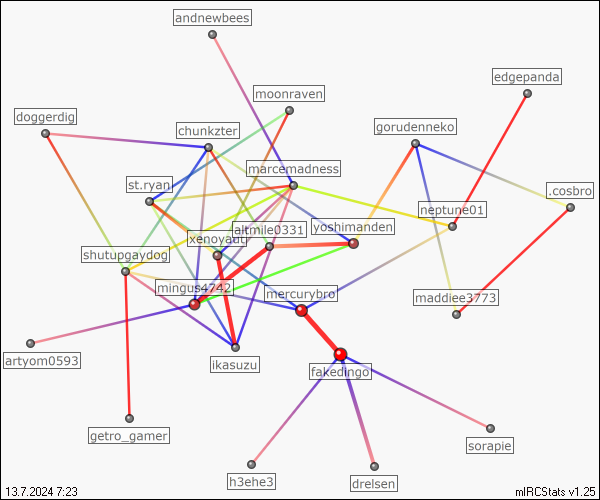 andnewbees
edgepanda
moonraven
doggerdig
chunkzter
gorudenneko
marcemadness
st.ryan
.cosbro
neptune01
altmile0331
yoshimanden
shutupgaydog
mingus4742
mercurybro
maddiee3773
artyom0593
ikasuzu
fakedingo
getro_gamer
sorapie
h3ehe3
drelsen
13.7.2024 7:23
mIRCStats v1.25